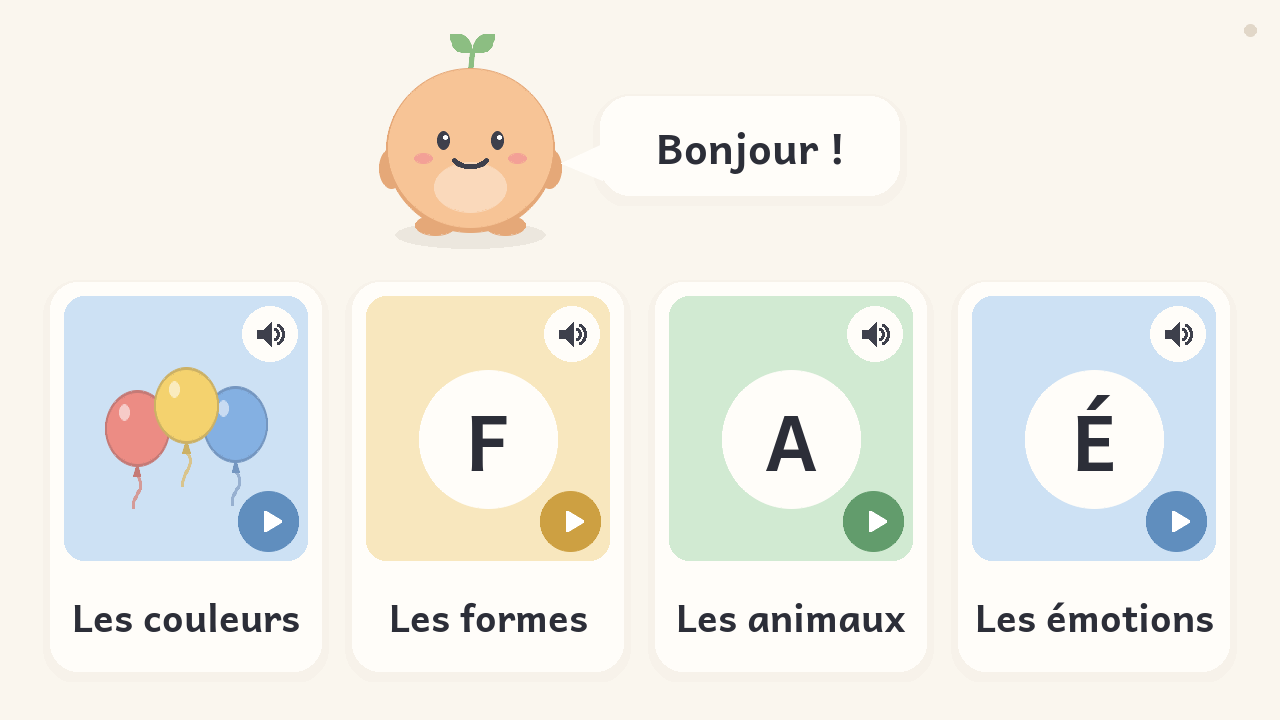 Bonjour !
F
A
É
Les couleurs
Les formes
Les animaux
Les émotions